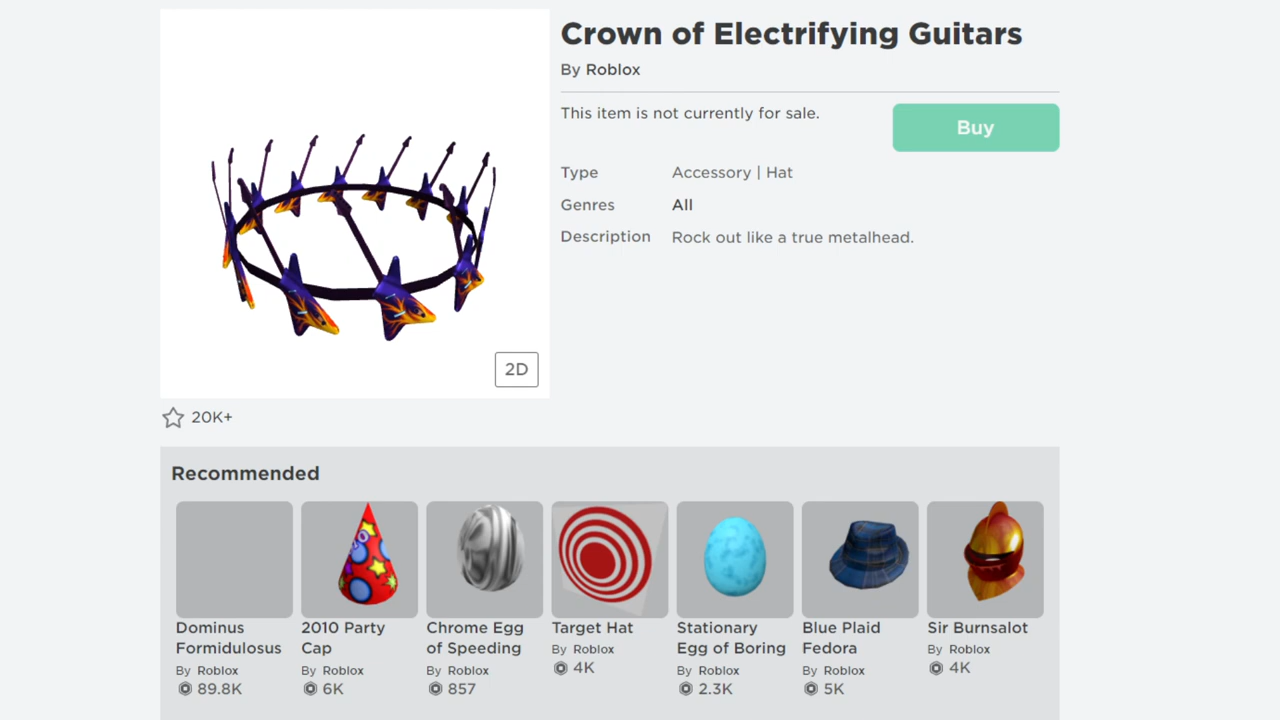 Crown of Electrifying Guitars
By Roblox
This item is not currently for sale.
Buy
Type Accessory | Hat
Genres All
Description Rock out like a true metalhead.
2D
20K+
Recommended
Dominus Formidulosus
By Roblox
89.8K
2010 Party Cap
By Roblox
6K
Chrome Egg of Speeding
By Roblox
857
Target Hat
By Roblox
4K
Stationary Egg of Boring
By Roblox
2.3K
Blue Plaid Fedora
By Roblox
5K
Sir Burnsalot
By Roblox
4K